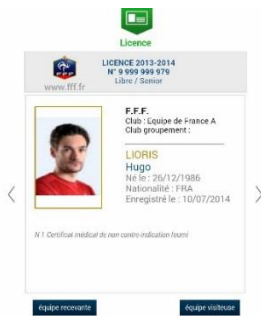 Licence
LICENCE 2013-2014
N° 9 999 999 979
Libre / Senior
FFF
www.fff.fr
F.F.F.
Club : Equipe de France A
Club groupement :
LIORIS
Hugo
Né le : 26/12/1986
Nationalité : FRA
Enregistré le : 10/07/2014
N 1 Certificat médical de non contre indication fourni
équipe recevante
équipe visiteuse